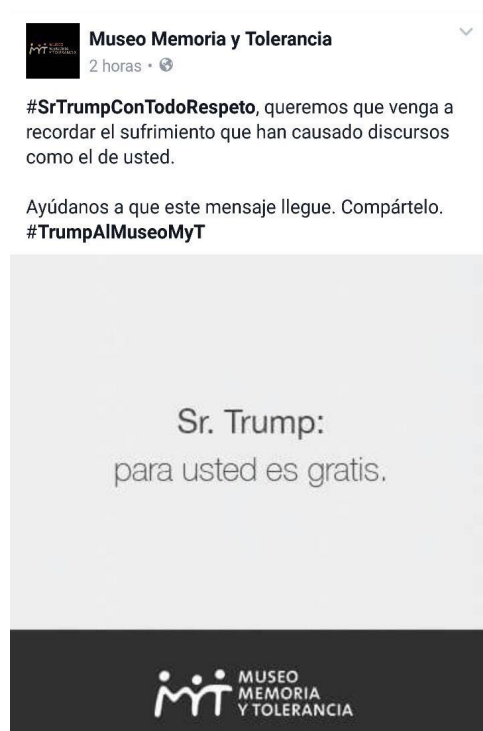 Museo Memoria y Tolerancia
2 horas •
#SrTrumpConTodoRespeto, queremos que venga a
recordar el sufrimiento que han causado discursos
como el de usted.
Ayúdanos a que este mensaje llegue. Compártelo.
#TrumpAlMuseoMyT
Sr. Trump:
para usted es gratis.
MYT
MUSEO
MEMORIA
Y TOLERANCIA